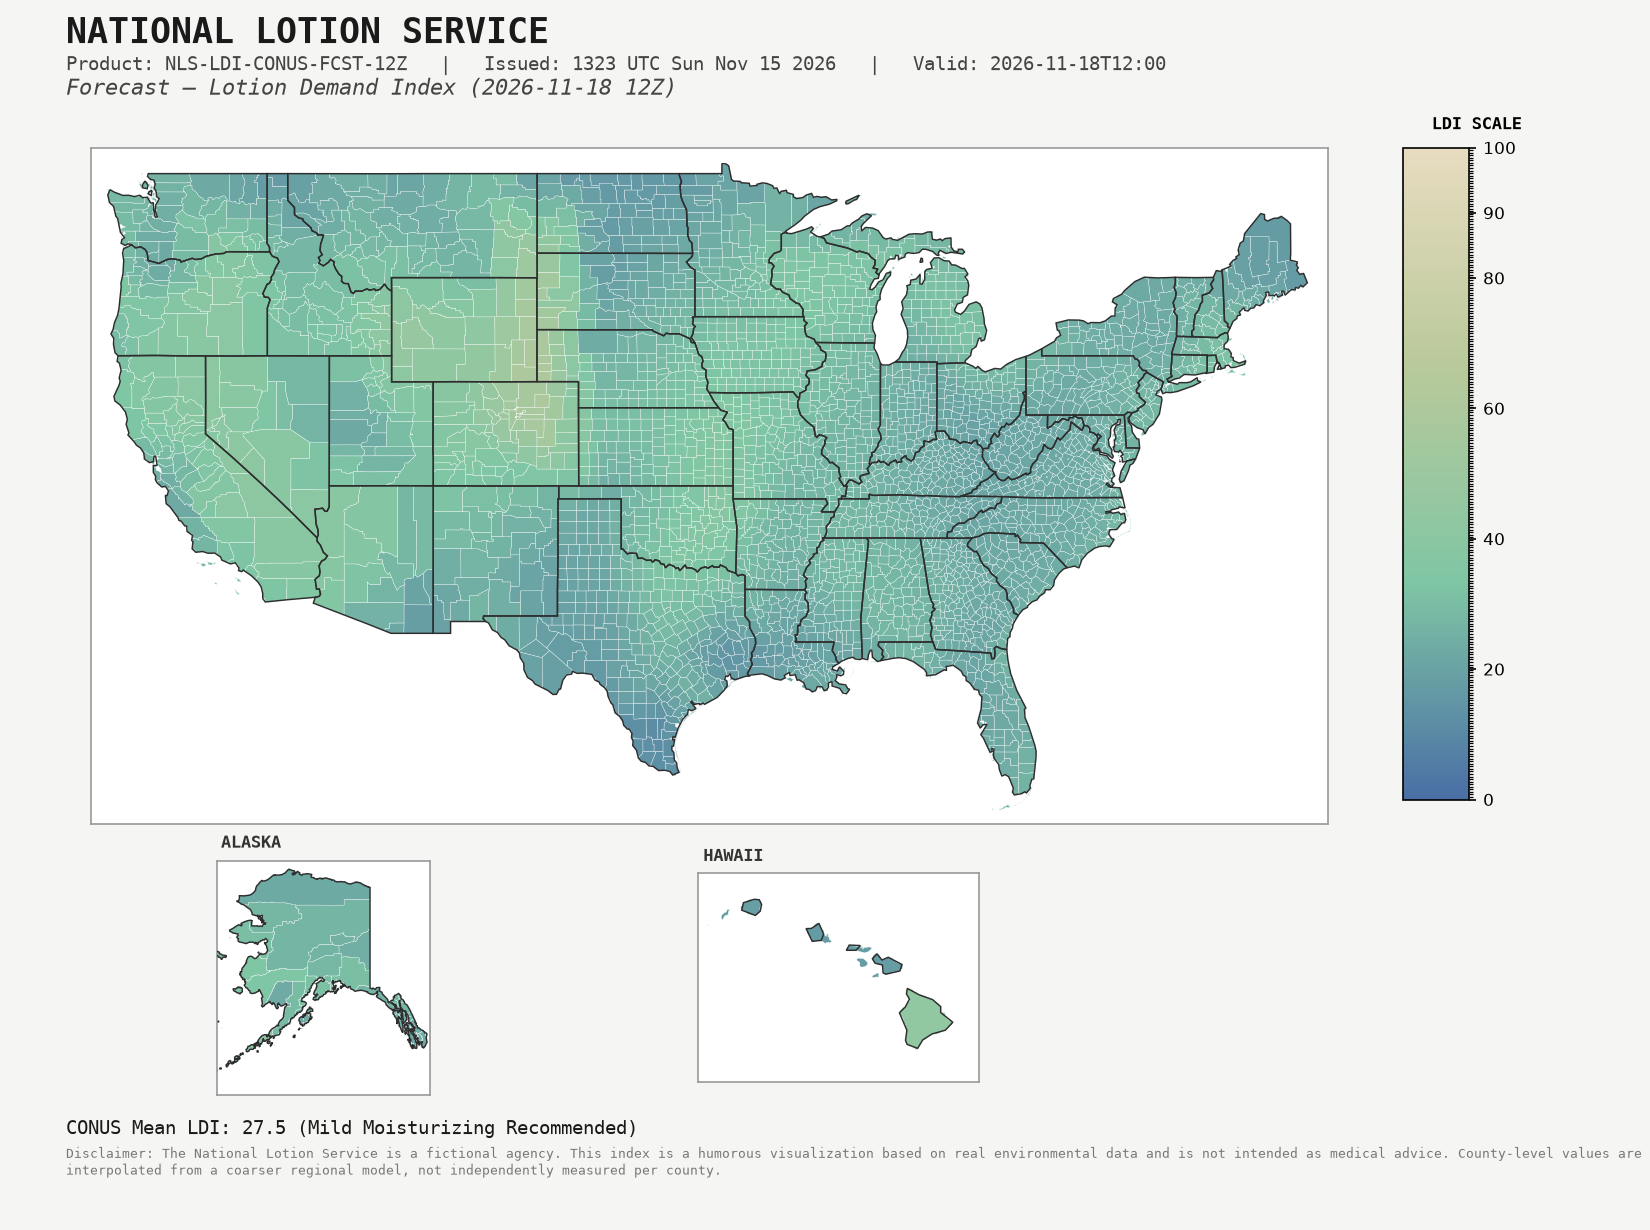 NATIONAL LOTION SERVICE
Product: NLS-LDI-CONUS-FCST-12Z | Issued: 1323 UTC Sun Nov 15 2026 | Valid: 2026-11-18T12:00
Forecast — Lotion Demand Index (2026-11-18 12Z)
LDI SCALE
100
90
80
60
40
20
0
ALASKA
HAWAII
CONUS Mean LDI: 27.5 (Mild Moisturizing Recommended)
Disclaimer: The National Lotion Service is a fictional agency. This index is a humorous visualization based on real environmental data and is not intended as medical advice. County-level values are
interpolated from a coarser regional model, not independently measured per county.